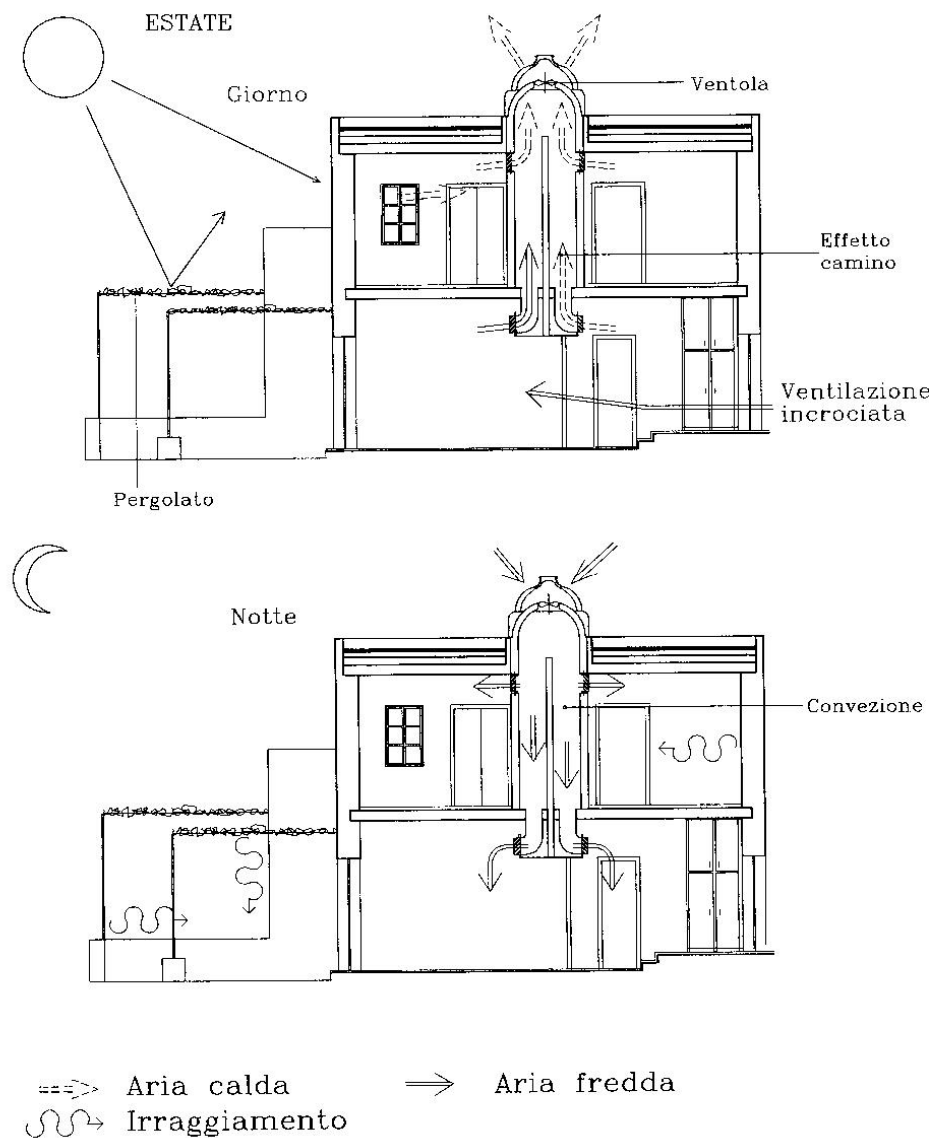 ESTATE
Giorno
Ventola
Effetto
camino
Ventilazione
incrociata
Pergolato
Notte
Convezione
Aria calda
Aria fredda
Irraggiamento